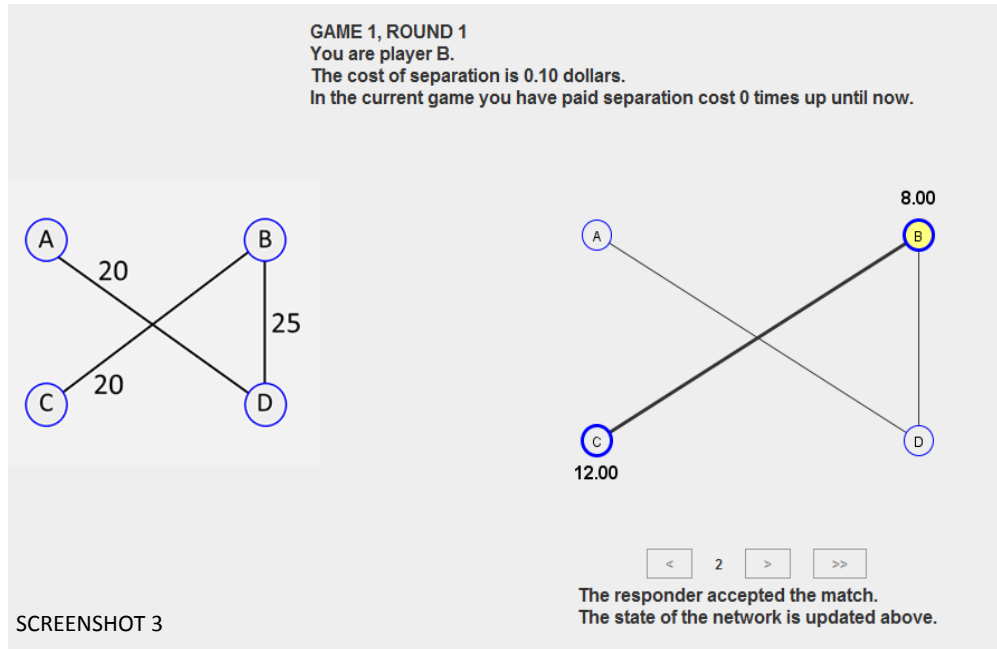 GAME 1, ROUND 1
You are player B.
The cost of separation is 0.10 dollars.
In the current game you have paid separation cost 0 times up until now.
8.00
A
B
20
25
20
C
D
A
B
C
D
12.00
< 2 > >>
The responder accepted the match.
The state of the network is updated above.
SCREENSHOT 3